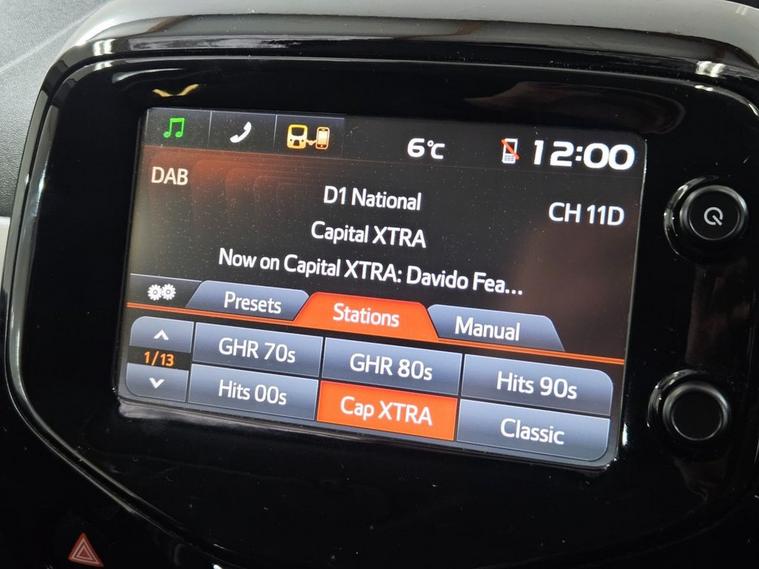 6°C 12:00
DAB
D1 National
CH 11D
Capital XTRA
Now on Capital XTRA: Davido Fea...
Presets Stations Manual
1/13
GHR 70s GHR 80s Hits 90s
Hits 00s Cap XTRA Classic